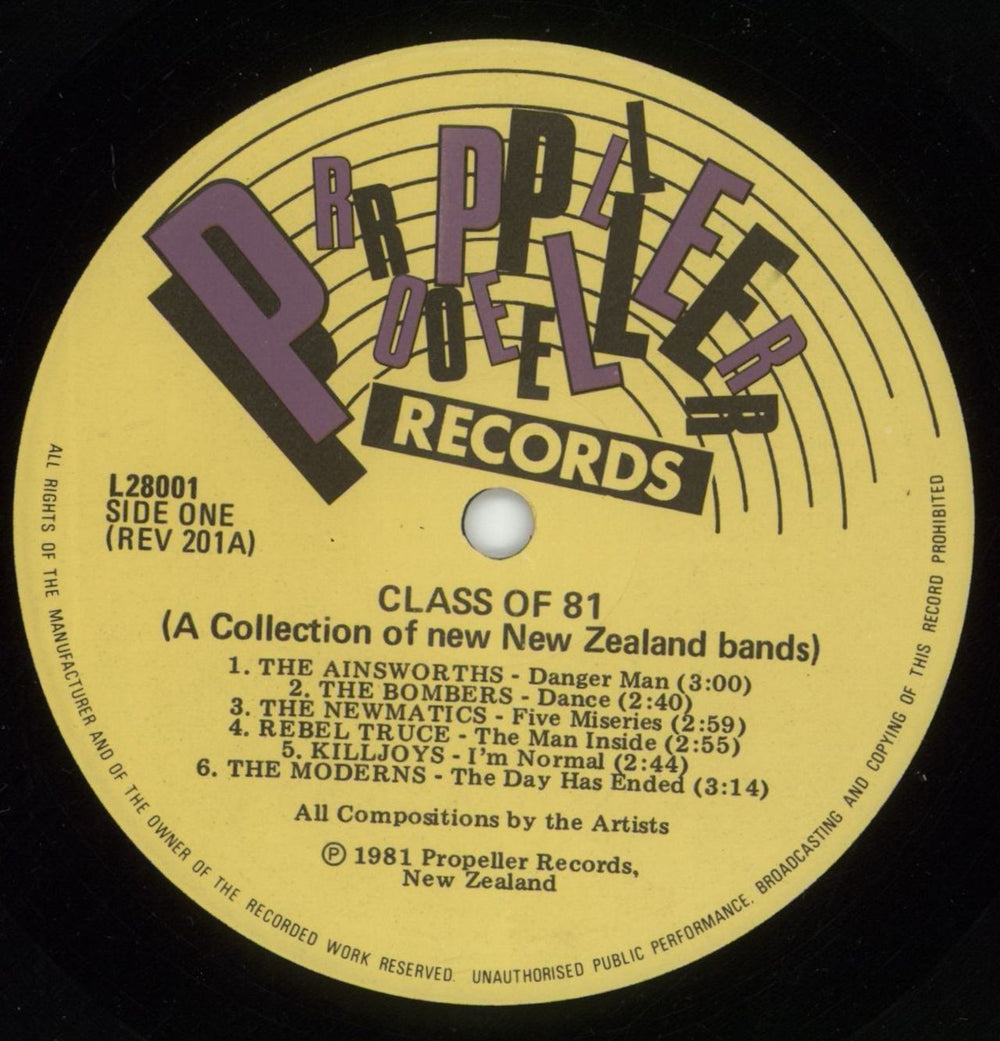 PROPELLER
RECORDS
L28001
SIDE ONE
(REV 201A)
CLASS OF 81
(A Collection of new New Zealand bands)
1. THE AINSWORTHS - Danger Man (3:00)
2. THE BOMBERS - Dance (2:40)
3. THE NEWMATICS - Five Miseries (2:59)
4. REBEL TRUCE - The Man Inside (2:55)
5. KILLJOYS - I'm Normal (2:44)
6. THE MODERNS - The Day Has Ended (3:14)
All Compositions by the Artists
Ⓟ 1981 Propeller Records,
New Zealand
ALL RIGHTS OF THE MANUFACTURER AND OF THE OWNER OF THE RECORDED WORK RESERVED. UNAUTHORISED PUBLIC PERFORMANCE, BROADCASTING AND COPYING OF THIS RECORD PROHIBITED